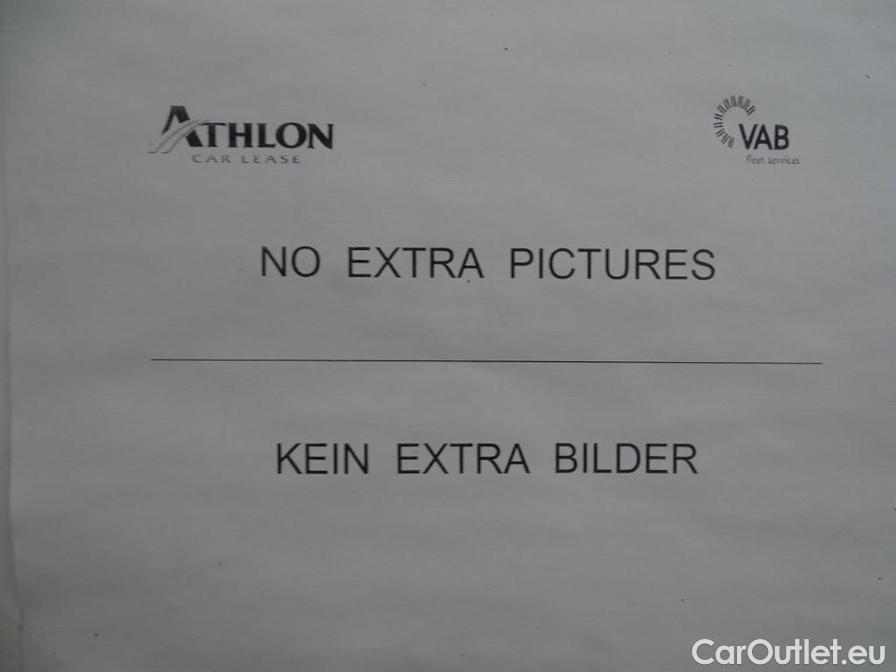 ATHLON
CAR LEASE
VAB
fleet services
NO EXTRA PICTURES
KEIN EXTRA BILDER
CarOutlet.eu